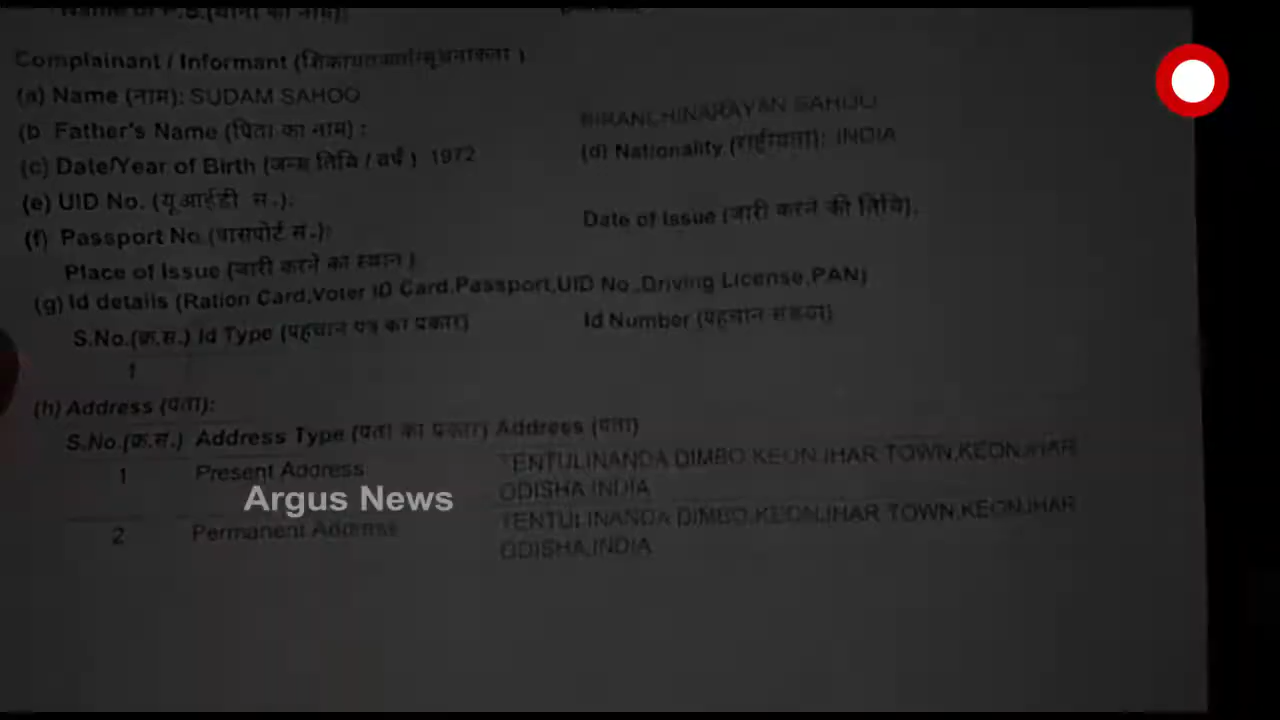 Complainant / Informant (शिकायतकर्ता/सूचनाकर्ता ):
(a) Name (नाम): SUDAM SAHOO
(b Father's Name (पिता का नाम) : BIRANCHINARAYAN SAHOO
(c) Date/Year of Birth (जन्म तिथि / वर्ष ) 1972 (d) Nationality (राष्ट्रीयता): INDIA
(e) UID No. (यूआईडी सं.):
(f) Passport No.(पासपोर्ट सं.): Date of Issue (जारी करने की तिथि):
Place of Issue (जारी करने का स्थान )
(g) Id details (Ration Card,Voter ID Card,Passport,UID No.,Driving License,PAN)
S.No.(क्र.सं.) Id Type (पहचान पत्र का प्रकार) Id Number (पहचान संख्या)
1
(h) Address (पता):
S.No.(क्र.सं.) Address Type (पता का प्रकार) Address (पता)
1 Present Address TENTULINANDA DIMBO,KEONJHAR TOWN,KEONJHAR
ODISHA,INDIA
Argus News
2 Permanent Address TENTULINANDA DIMBO,KEONJHAR TOWN,KEONJHAR
ODISHA,INDIA